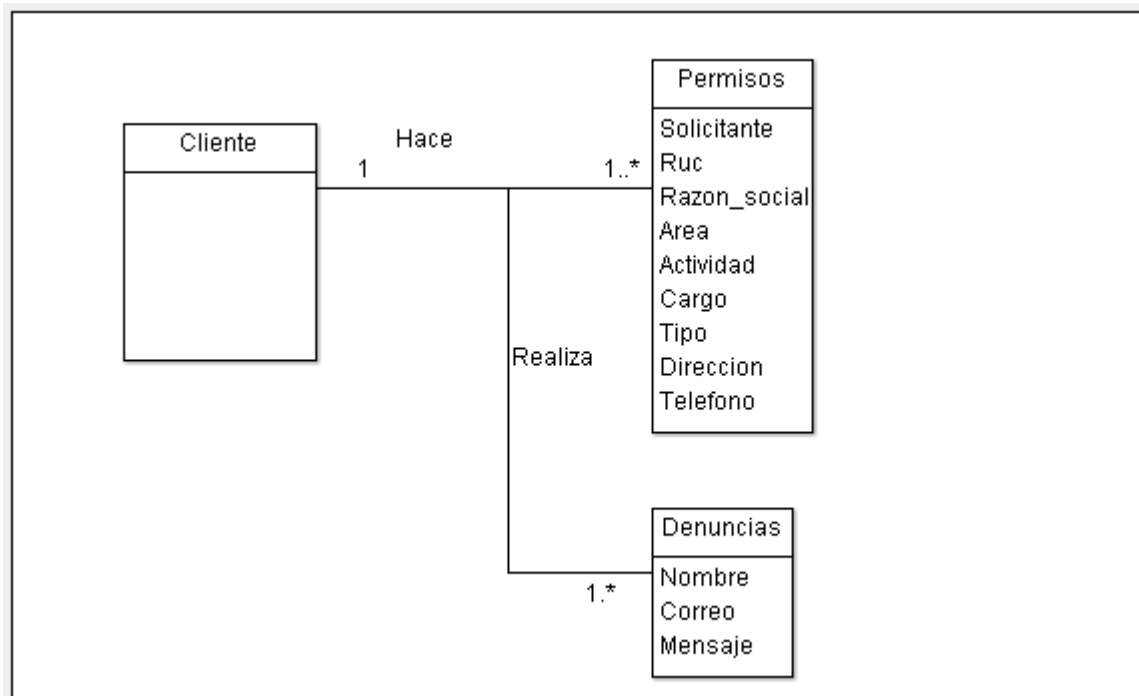 Cliente
Hace
1
1..*
Permisos
Solicitante
Ruc
Razon_social
Area
Actividad
Cargo
Tipo
Direccion
Telefono
Realiza
1.*
Denuncias
Nombre
Correo
Mensaje